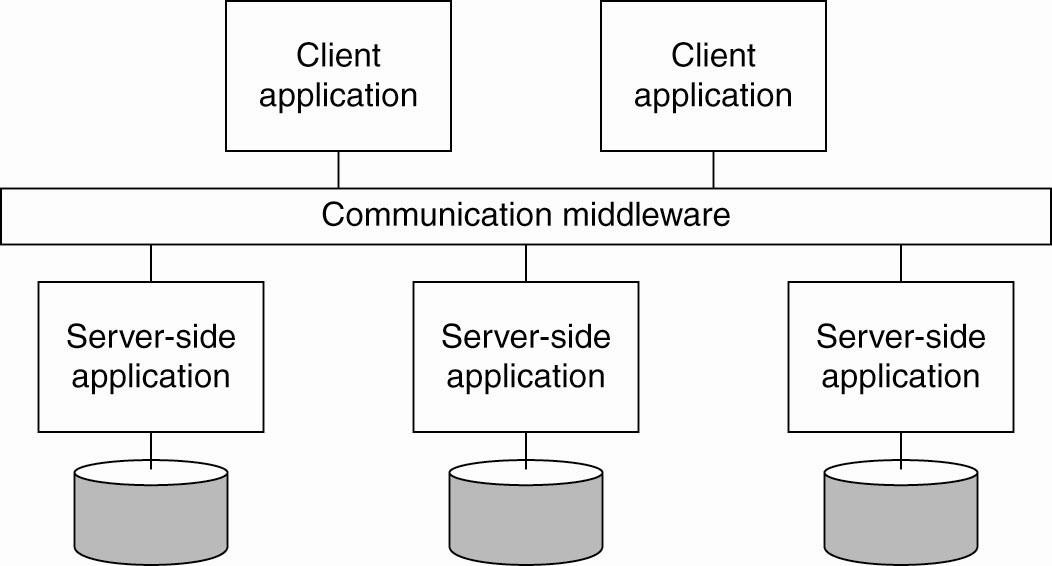 Client
application
Client
application
Communication middleware
Server-side
application
Server-side
application
Server-side
application